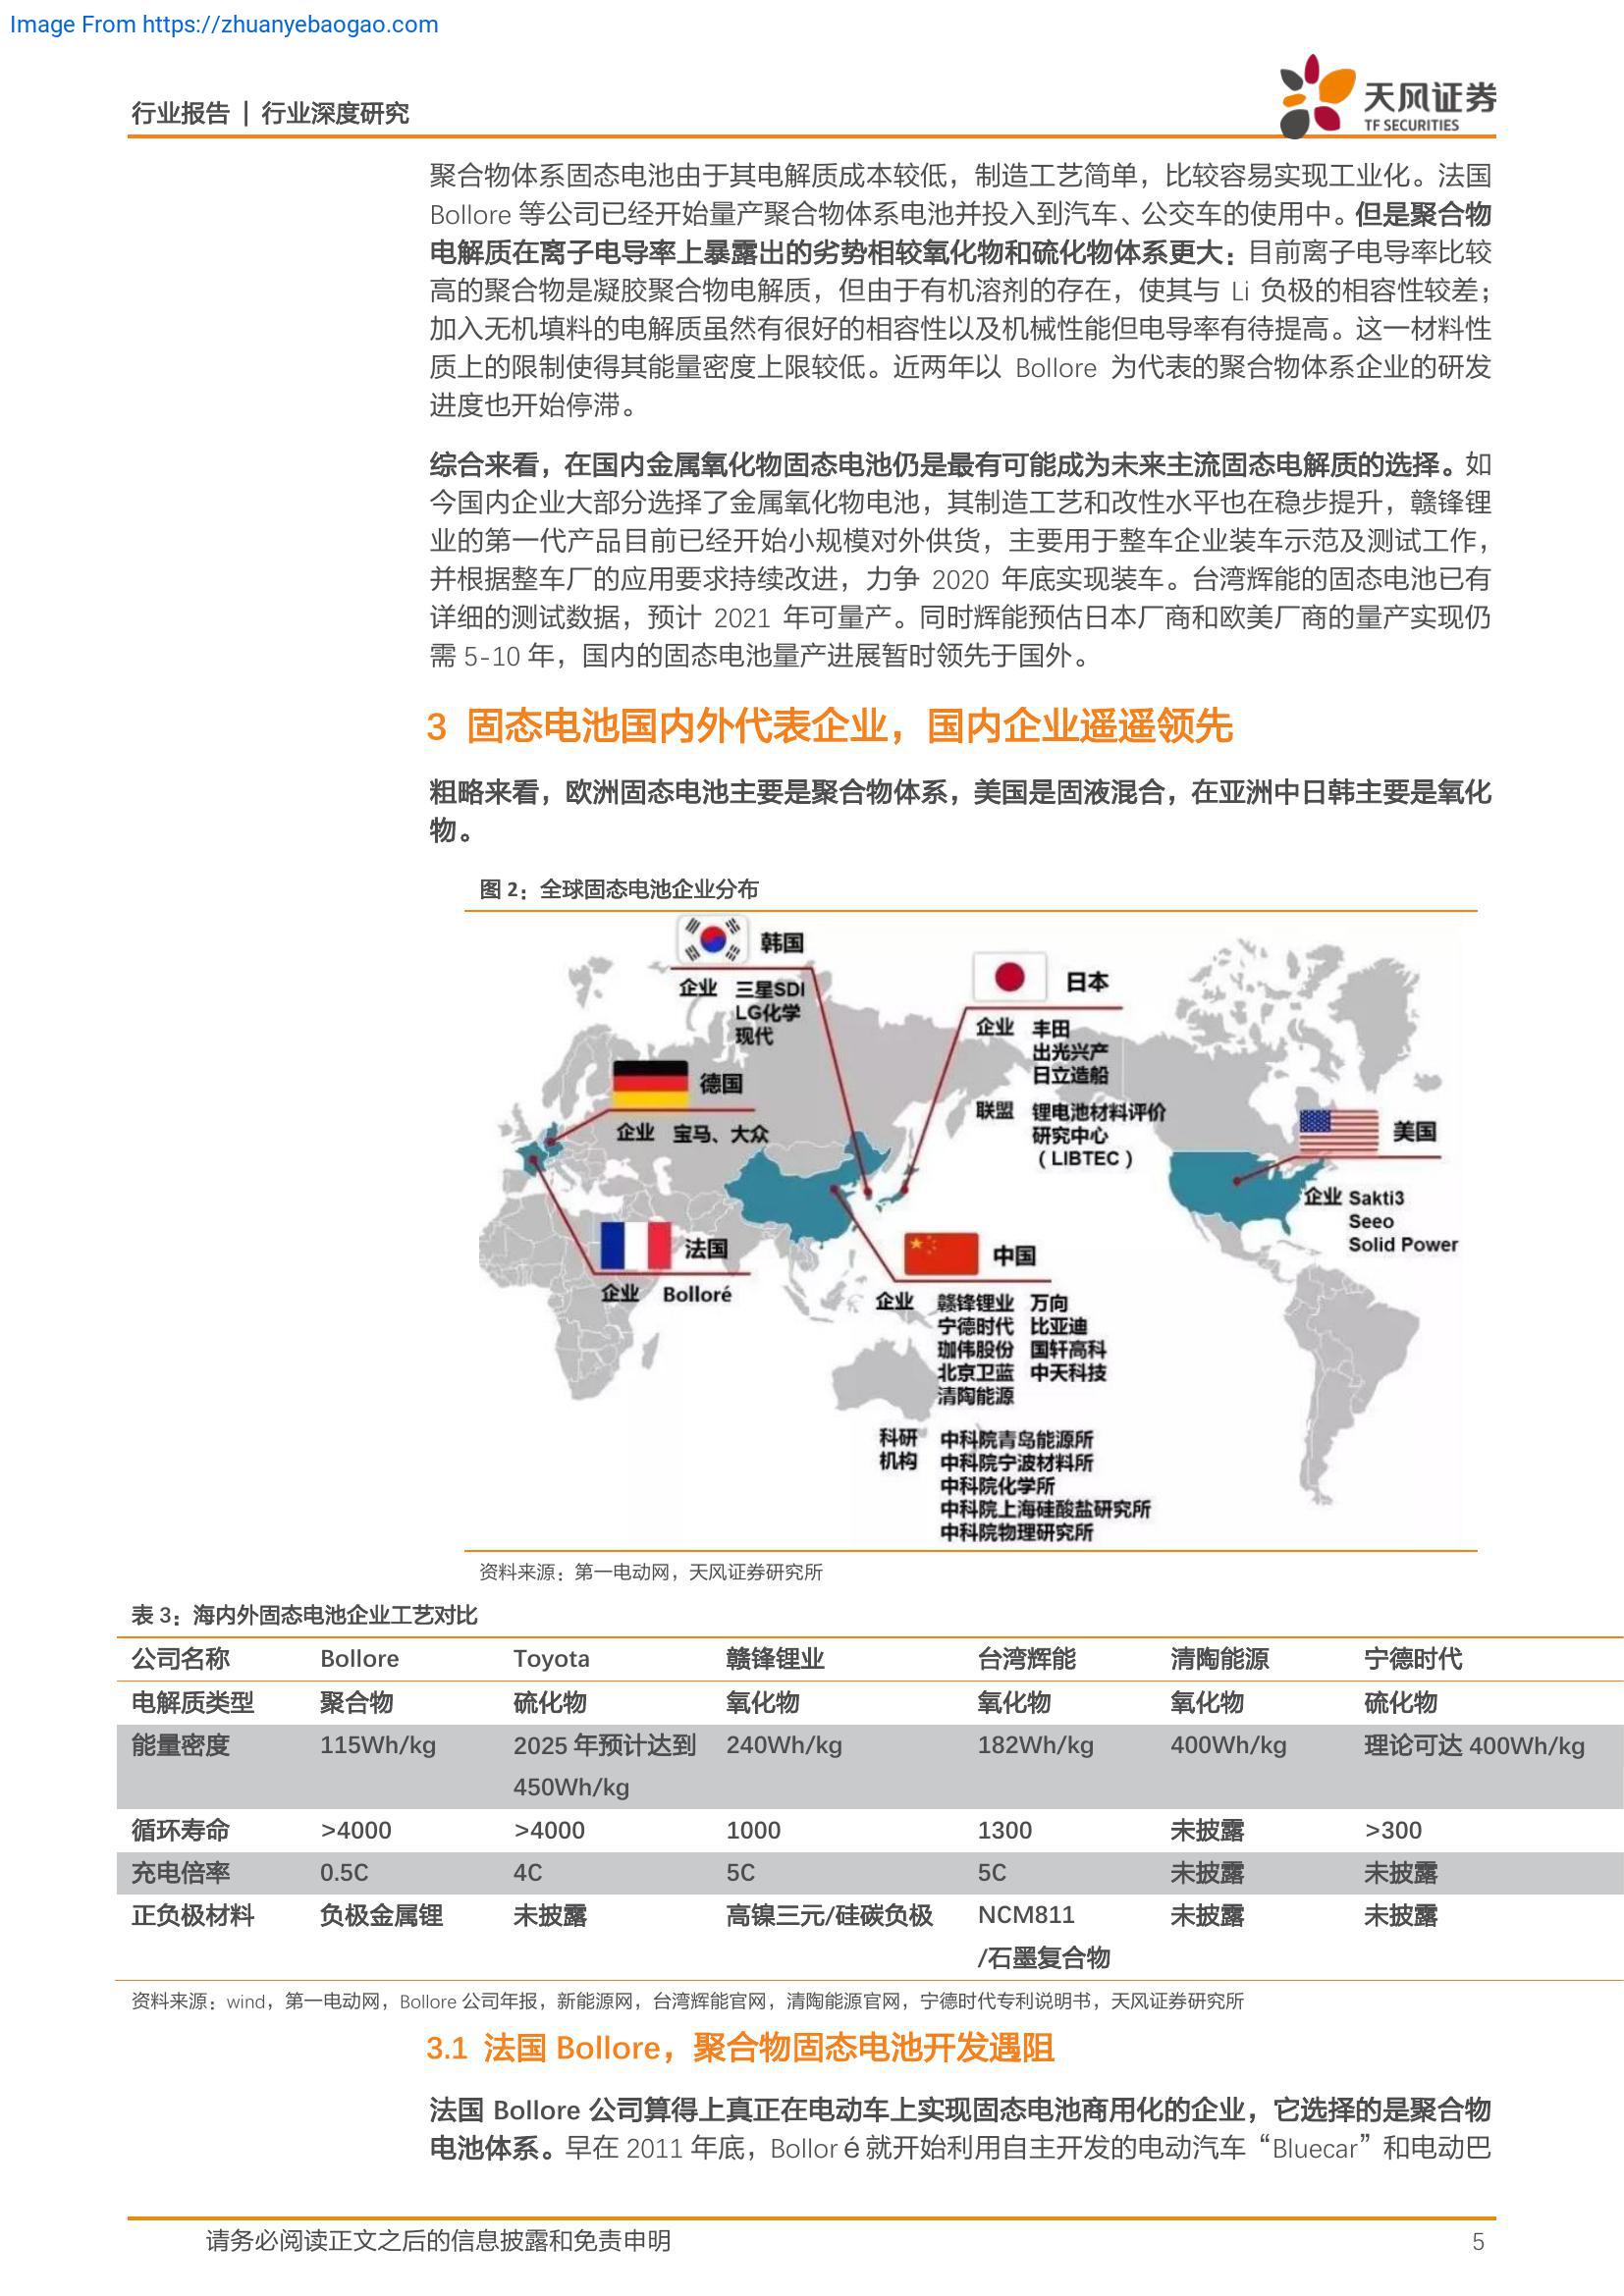 Image From https://zhuanyebaogao.com
行业报告 | 行业深度研究
天风证券
TF SECURITIES
聚合物体系固态电池由于其电解质成本较低，制造工艺简单，比较容易实现工业化。法国
Bollore 等公司已经开始量产聚合物体系电池并投入到汽车、公交车的使用中。但是聚合物
电解质在离子电导率上暴露出的劣势相较氧化物和硫化物体系更大：目前离子电导率比较
高的聚合物是凝胶聚合物电解质，但由于有机溶剂的存在，使其与 Li 负极的相容性较差；
加入无机填料的电解质虽然有很好的相容性以及机械性能但电导率有待提高。这一材料性
质上的限制使得其能量密度上限较低。近两年以 Bollore 为代表的聚合物体系企业的研发
进度也开始停滞。
综合来看，在国内金属氧化物固态电池仍是最有可能成为未来主流固态电解质的选择。如
今国内企业大部分选择了金属氧化物电池，其制造工艺和改性水平也在稳步提升，赣锋锂
业的第一代产品目前已经开始小规模对外供货，主要用于整车企业装车示范及测试工作，
并根据整车厂的应用要求持续改进，力争 2020 年底实现装车。台湾辉能的固态电池已有
详细的测试数据，预计 2021 年可量产。同时辉能预估日本厂商和欧美厂商的量产实现仍
需 5-10 年，国内的固态电池量产进展暂时领先于国外。
3 固态电池国内外代表企业，国内企业遥遥领先
粗略来看，欧洲固态电池主要是聚合物体系，美国是固液混合，在亚洲中日韩主要是氧化
物。
图 2：全球固态电池企业分布
韩国
企业 三星SDI
LG化学
现代
日本
企业 丰田
出光兴产
日立造船
联盟 锂电池材料评价
研究中心
（LIBTEC）
德国
企业 宝马、大众
美国
企业 Sakti3
Seeo
Solid Power
法国
企业 Bolloré
中国
企业 赣锋锂业 万向
宁德时代 比亚迪
珈伟股份 国轩高科
北京卫蓝 中天科技
清陶能源
科研 中科院青岛能源所
机构 中科院宁波材料所
中科院化学所
中科院上海硅酸盐研究所
中科院物理研究所
资料来源：第一电动网，天风证券研究所
表 3：海内外固态电池企业工艺对比
公司名称 Bollore Toyota 赣锋锂业 台湾辉能 清陶能源 宁德时代
电解质类型 聚合物 硫化物 氧化物 氧化物 氧化物 硫化物
能量密度 115Wh/kg 2025 年预计达到 240Wh/kg 182Wh/kg 400Wh/kg 理论可达 400Wh/kg
450Wh/kg
循环寿命 >4000 >4000 1000 1300 未披露 >300
充电倍率 0.5C 4C 5C 5C 未披露 未披露
正负极材料 负极金属锂 未披露 高镍三元/硅碳负极 NCM811 未披露 未披露
/石墨复合物
资料来源：wind，第一电动网，Bollore 公司年报，新能源网，台湾辉能官网，清陶能源官网，宁德时代专利说明书，天风证券研究所
3.1 法国 Bollore，聚合物固态电池开发遇阻
法国 Bollore 公司算得上真正在电动车上实现固态电池商用化的企业，它选择的是聚合物
电池体系。早在 2011 年底，Bollor é 就开始利用自主开发的电动汽车“Bluecar”和电动巴
请务必阅读正文之后的信息披露和免责申明
5